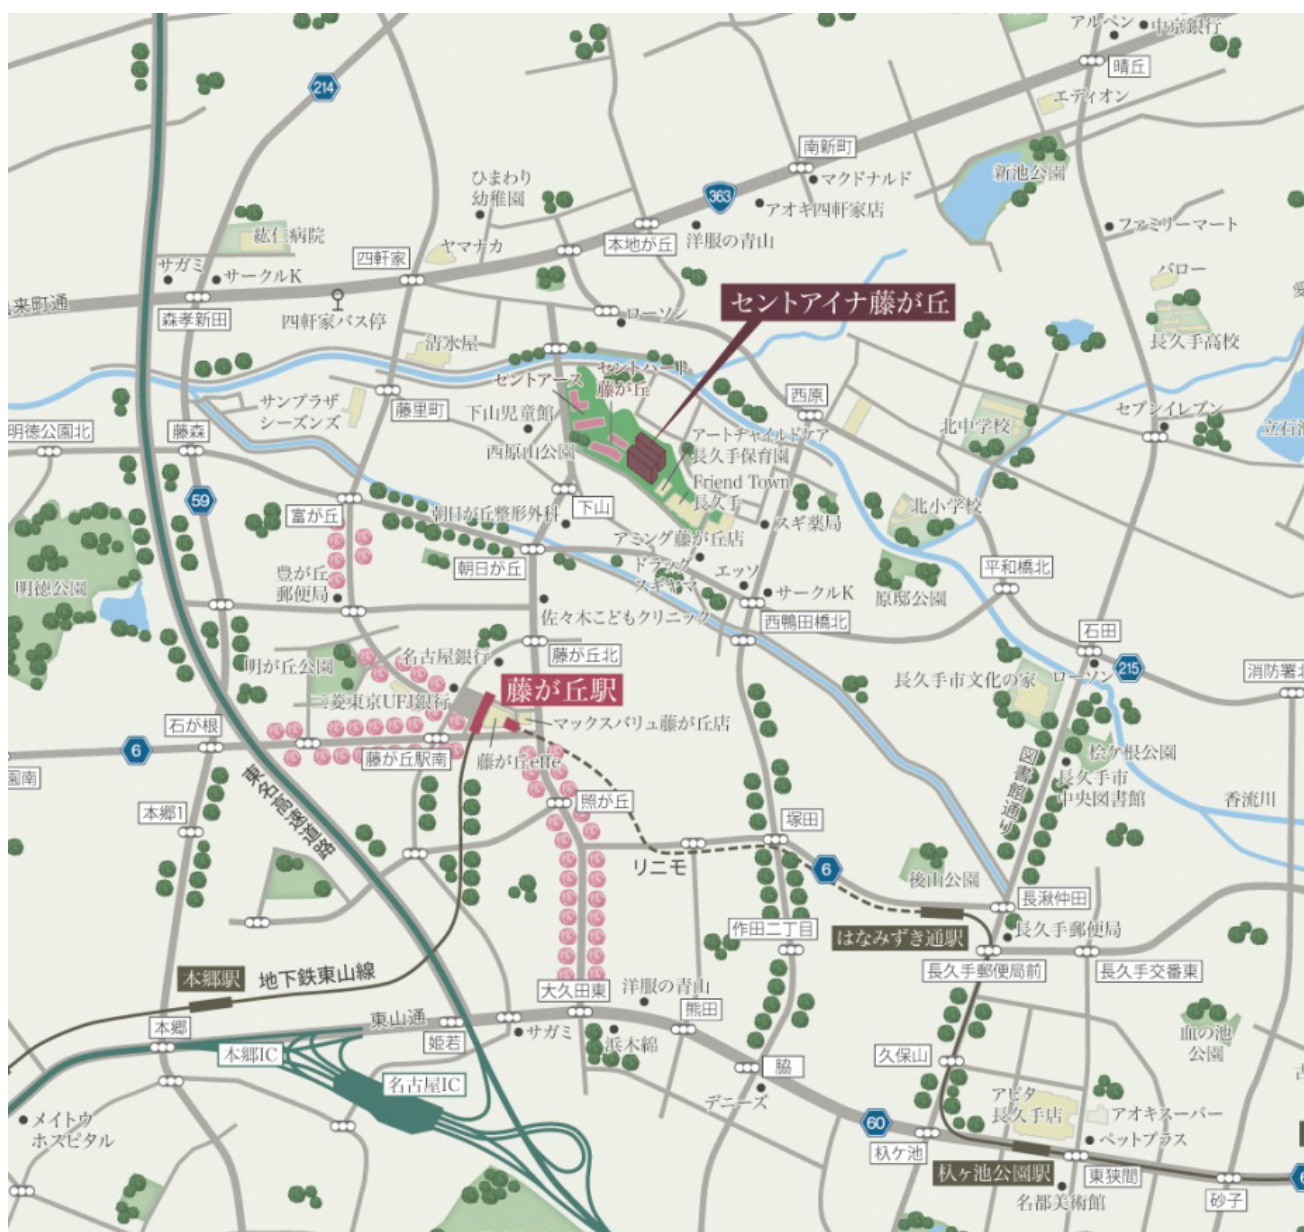 アルペン
中京銀行
晴丘
214
エディオン
南新町
ひまわり
幼稚園
マクドナルド
新池公園
363
アオキ四軒家店
ファミリーマート
紘仁病院
ヤマナカ
本地が丘
洋服の青山
四軒家
サガミ
サークルK
バロー
森孝新田
四軒家バス停
セントアイナ藤が丘
ローソン
長久手高校
清水屋
セントアース
セントハート
藤が丘
サンプラザ
シーズンズ
藤里町
下山児童館
西原
セブンイレブン
明徳公園北
藤森
西原山公園
アートチャイルドケア
長久手保育園
北中学校
立石池
59
Friend Town
長久手
富が丘
朝日が丘整形外科
下山
スギ薬局
北小学校
アミング藤が丘店
明徳公園
豊が丘
郵便局
朝日が丘
ドラッグ
スギヤマ
エッソ
サークルK
原邸公園
平和橋北
佐々木こどもクリニック
西鴨田橋北
石田
215
消防署北
明が丘公園
名古屋銀行
藤が丘北
三菱東京UFJ銀行
藤が丘駅
長久手市文化の家
ローソン
石が根
6
マックスバリュ藤が丘店
藤が丘駅南
藤が丘effe
図書館通り
桧ケ根公園
長久手市
中央図書館
園南
東名高速道路
本郷1
照が丘
塚田
香流川
リニモ
6
後山公園
長湫仲田
作田二丁目
はなみずき通駅
長久手郵便局
本郷駅
地下鉄東山線
長久手郵便局前
長久手交番東
大久田東
洋服の青山
熊田
本郷
東山通
姫若
サガミ
浜木綿
血の池
公園
本郷IC
名古屋IC
脇
久保山
デニーズ
アピタ
長久手店
アオキスーパー
メイトウ
ホスピタル
60
杁ケ池
ペットプラス
杁ヶ池公園駅
東狭間
名都美術館
砂子